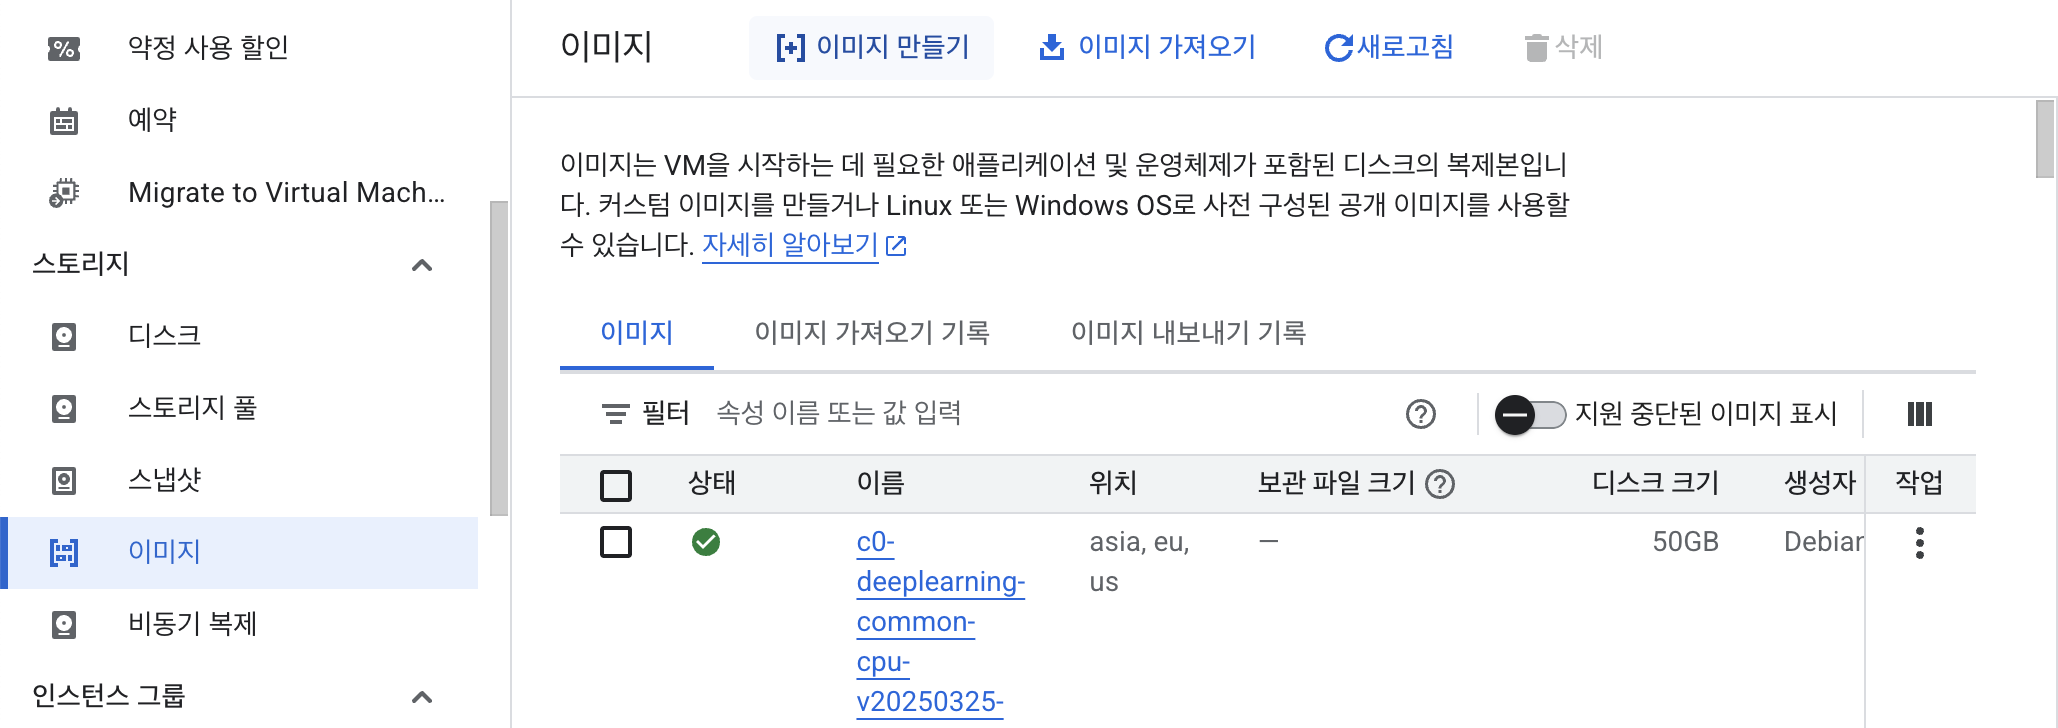 약정 사용 할인
예약
Migrate to Virtual Mach...
스토리지
디스크
스토리지 풀
스냅샷
이미지
비동기 복제
인스턴스 그룹
이미지
이미지 만들기
이미지 가져오기
새로고침
삭제
이미지는 VM을 시작하는 데 필요한 애플리케이션 및 운영체제가 포함된 디스크의 복제본입니
다. 커스텀 이미지를 만들거나 Linux 또는 Windows OS로 사전 구성된 공개 이미지를 사용할
수 있습니다. 자세히 알아보기
이미지 이미지 가져오기 기록 이미지 내보내기 기록
필터 속성 이름 또는 값 입력 지원 중단된 이미지 표시
상태 이름 위치 보관 파일 크기 디스크 크기 생성자 작업
c0- asia, eu, — 50GB Debian
deeplearning- us
common-
cpu-
v20250325-